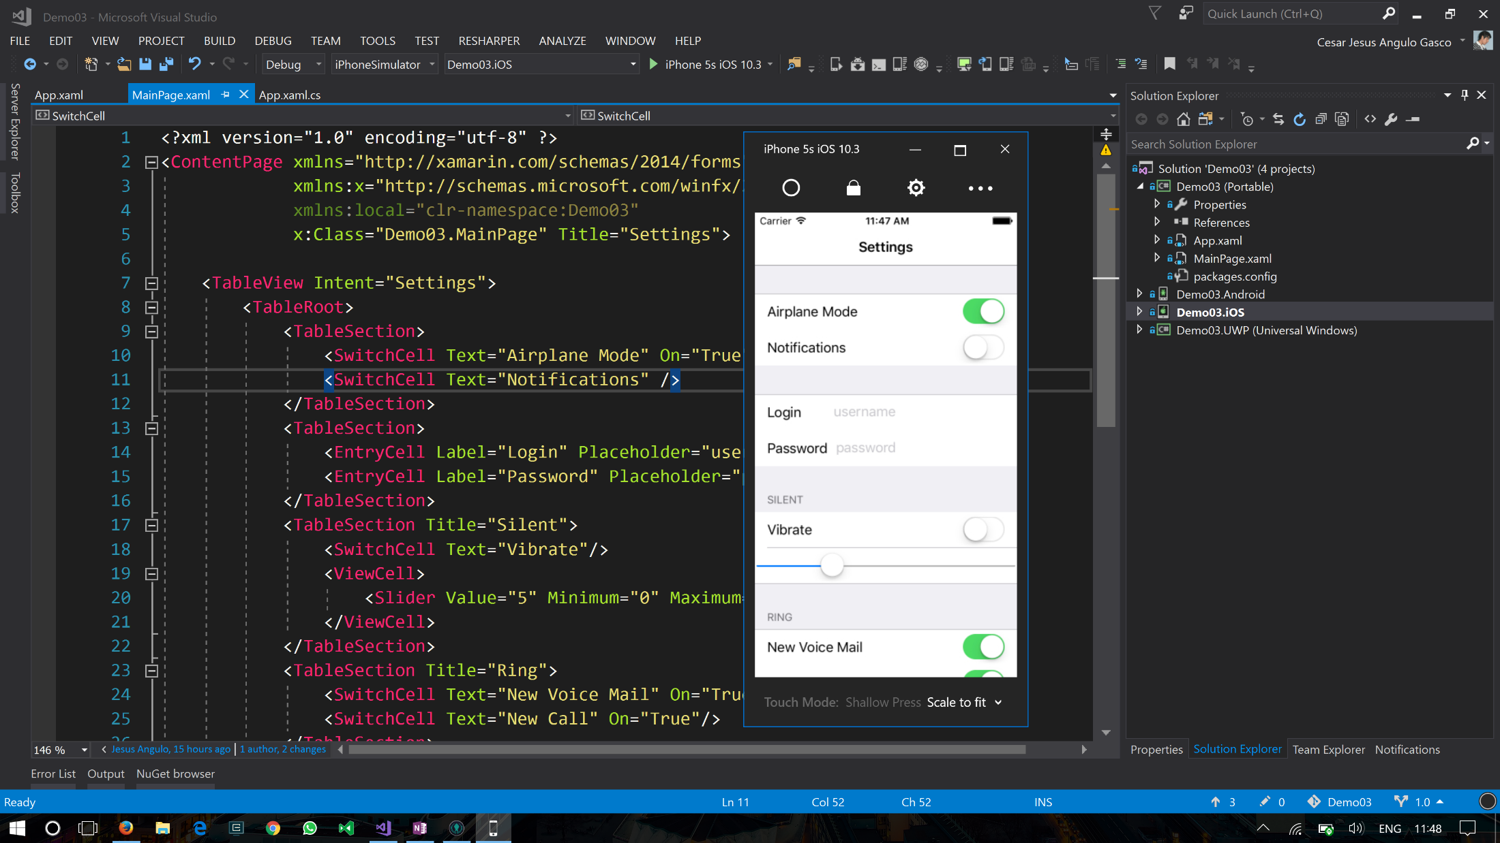 Demo03 - Microsoft Visual Studio
Quick Launch (Ctrl+Q)
FILE EDIT VIEW PROJECT BUILD DEBUG TEAM TOOLS TEST RESHARPER ANALYZE WINDOW HELP
Cesar Jesus Angulo Gasco
Debug iPhoneSimulator Demo03.iOS iPhone 5s iOS 10.3
Server Explorer
Toolbox
App.xaml MainPage.xaml App.xaml.cs
SwitchCell SwitchCell
1 <?xml version="1.0" encoding="utf-8" ?>
2 <ContentPage xmlns="http://xamarin.com/schemas/2014/forms
3 xmlns:x="http://schemas.microsoft.com/winfx/
4 xmlns:local="clr-namespace:Demo03"
5 x:Class="Demo03.MainPage" Title="Settings">
6
7 <TableView Intent="Settings">
8 <TableRoot>
9 <TableSection>
10 <SwitchCell Text="Airplane Mode" On="True"
11 <SwitchCell Text="Notifications" />
12 </TableSection>
13 <TableSection>
14 <EntryCell Label="Login" Placeholder="use
15 <EntryCell Label="Password" Placeholder="
16 </TableSection>
17 <TableSection Title="Silent">
18 <SwitchCell Text="Vibrate"/>
19 <ViewCell>
20 <Slider Value="5" Minimum="0" Maximum=
21 </ViewCell>
22 </TableSection>
23 <TableSection Title="Ring">
24 <SwitchCell Text="New Voice Mail" On="Tru
25 <SwitchCell Text="New Call" On="True"/>
26 </TableSection>
iPhone 5s iOS 10.3
Carrier 11:47 AM
Settings
Airplane Mode
Notifications
Login username
Password password
SILENT
Vibrate
RING
New Voice Mail
Touch Mode: Shallow Press Scale to fit
Solution Explorer
Search Solution Explorer
Solution 'Demo03' (4 projects)
Demo03 (Portable)
Properties
References
App.xaml
MainPage.xaml
packages.config
Demo03.Android
Demo03.iOS
Demo03.UWP (Universal Windows)
146 % Jesus Angulo, 15 hours ago | 1 author, 2 changes
Properties Solution Explorer Team Explorer Notifications
Error List Output NuGet browser
Ready Ln 11 Col 52 Ch 52 INS 3 0 Demo03 1.0
ENG 11:48